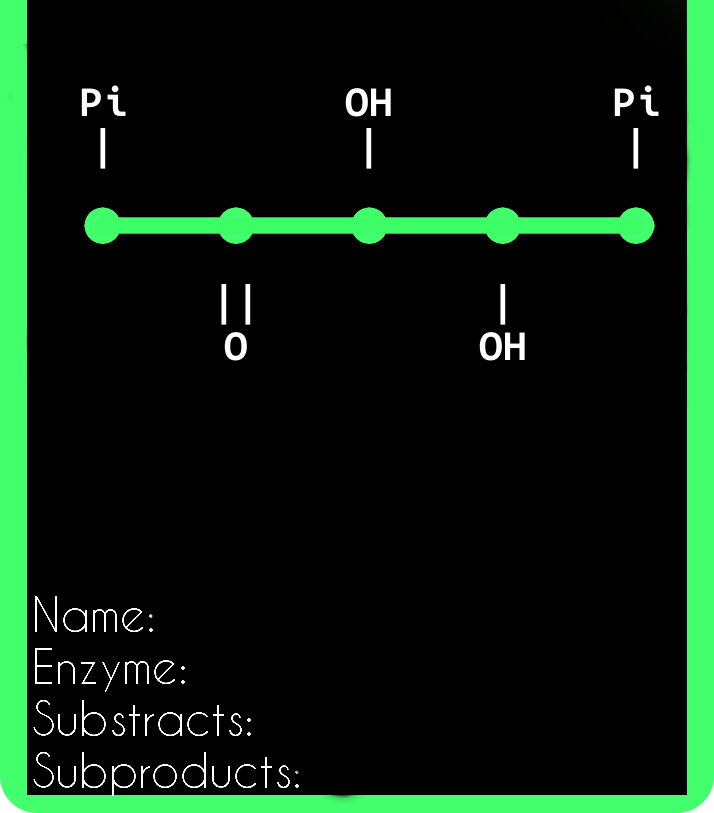 Pi OH Pi
O OH
Name:
Enzyme:
Substracts:
Subproducts: